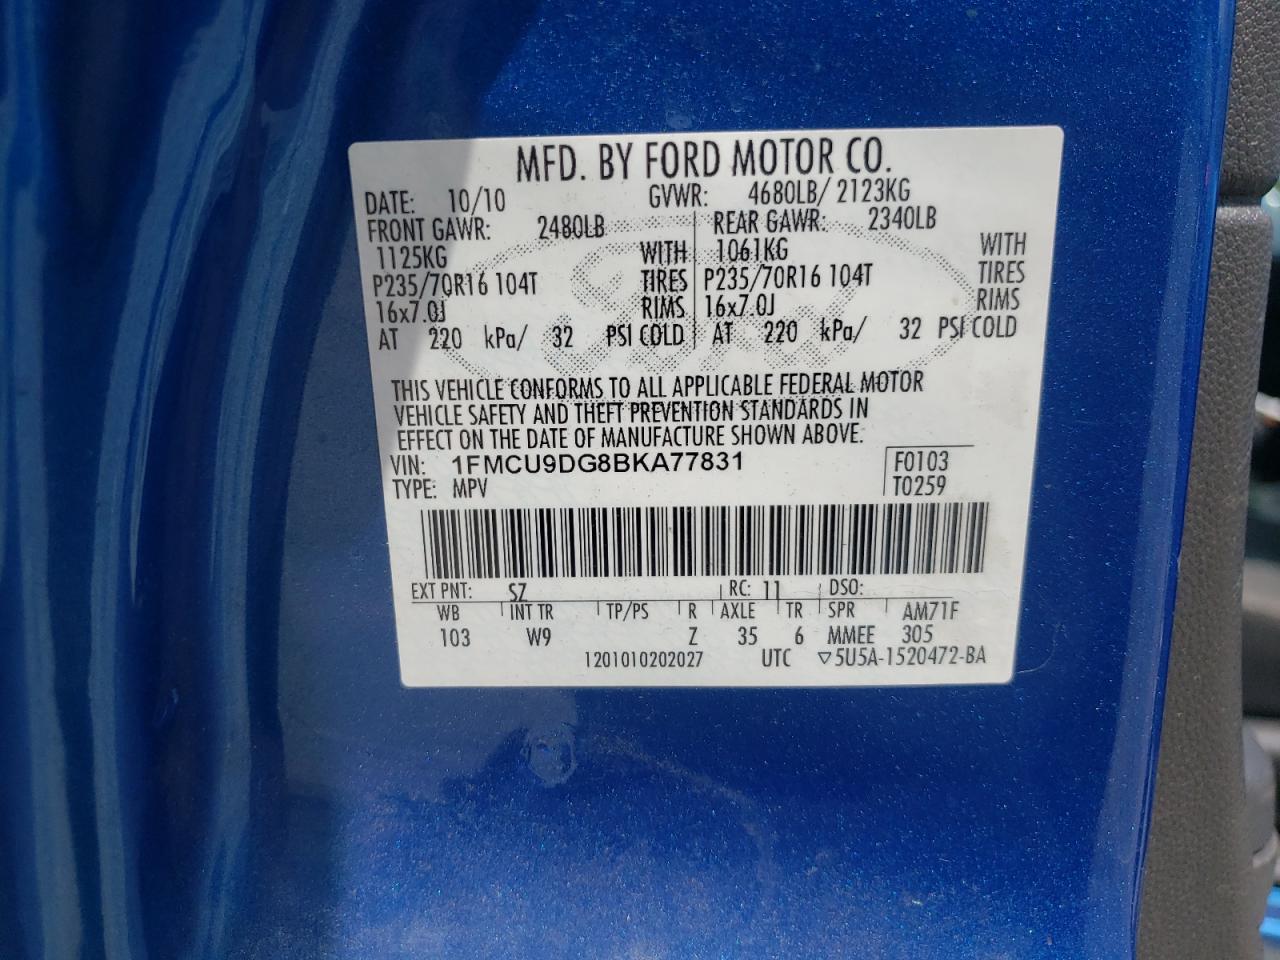 MFD. BY FORD MOTOR CO.
DATE: 10/10 GVWR: 4680LB/ 2123KG
FRONT GAWR: 2480LB REAR GAWR: 2340LB
1125KG WITH 1061KG WITH
P235/70R16 104T TIRES P235/70R16 104T TIRES
16x7.0J RIMS 16x7.0J RIMS
AT 220 kPa/ 32 PSI COLD AT 220 kPa/ 32 PSI COLD
Ford
THIS VEHICLE CONFORMS TO ALL APPLICABLE FEDERAL MOTOR
VEHICLE SAFETY AND THEFT PREVENTION STANDARDS IN
EFFECT ON THE DATE OF MANUFACTURE SHOWN ABOVE.
VIN: 1FMCU9DG8BKA77831 F0103
TYPE: MPV T0259
EXT PNT: SZ RC: 11 DSO:
WB INT TR TP/PS R AXLE TR SPR AM71F
103 W9 Z 35 6 MMEE 305
1201010202027 UTC ▽5U5A-1520472-BA